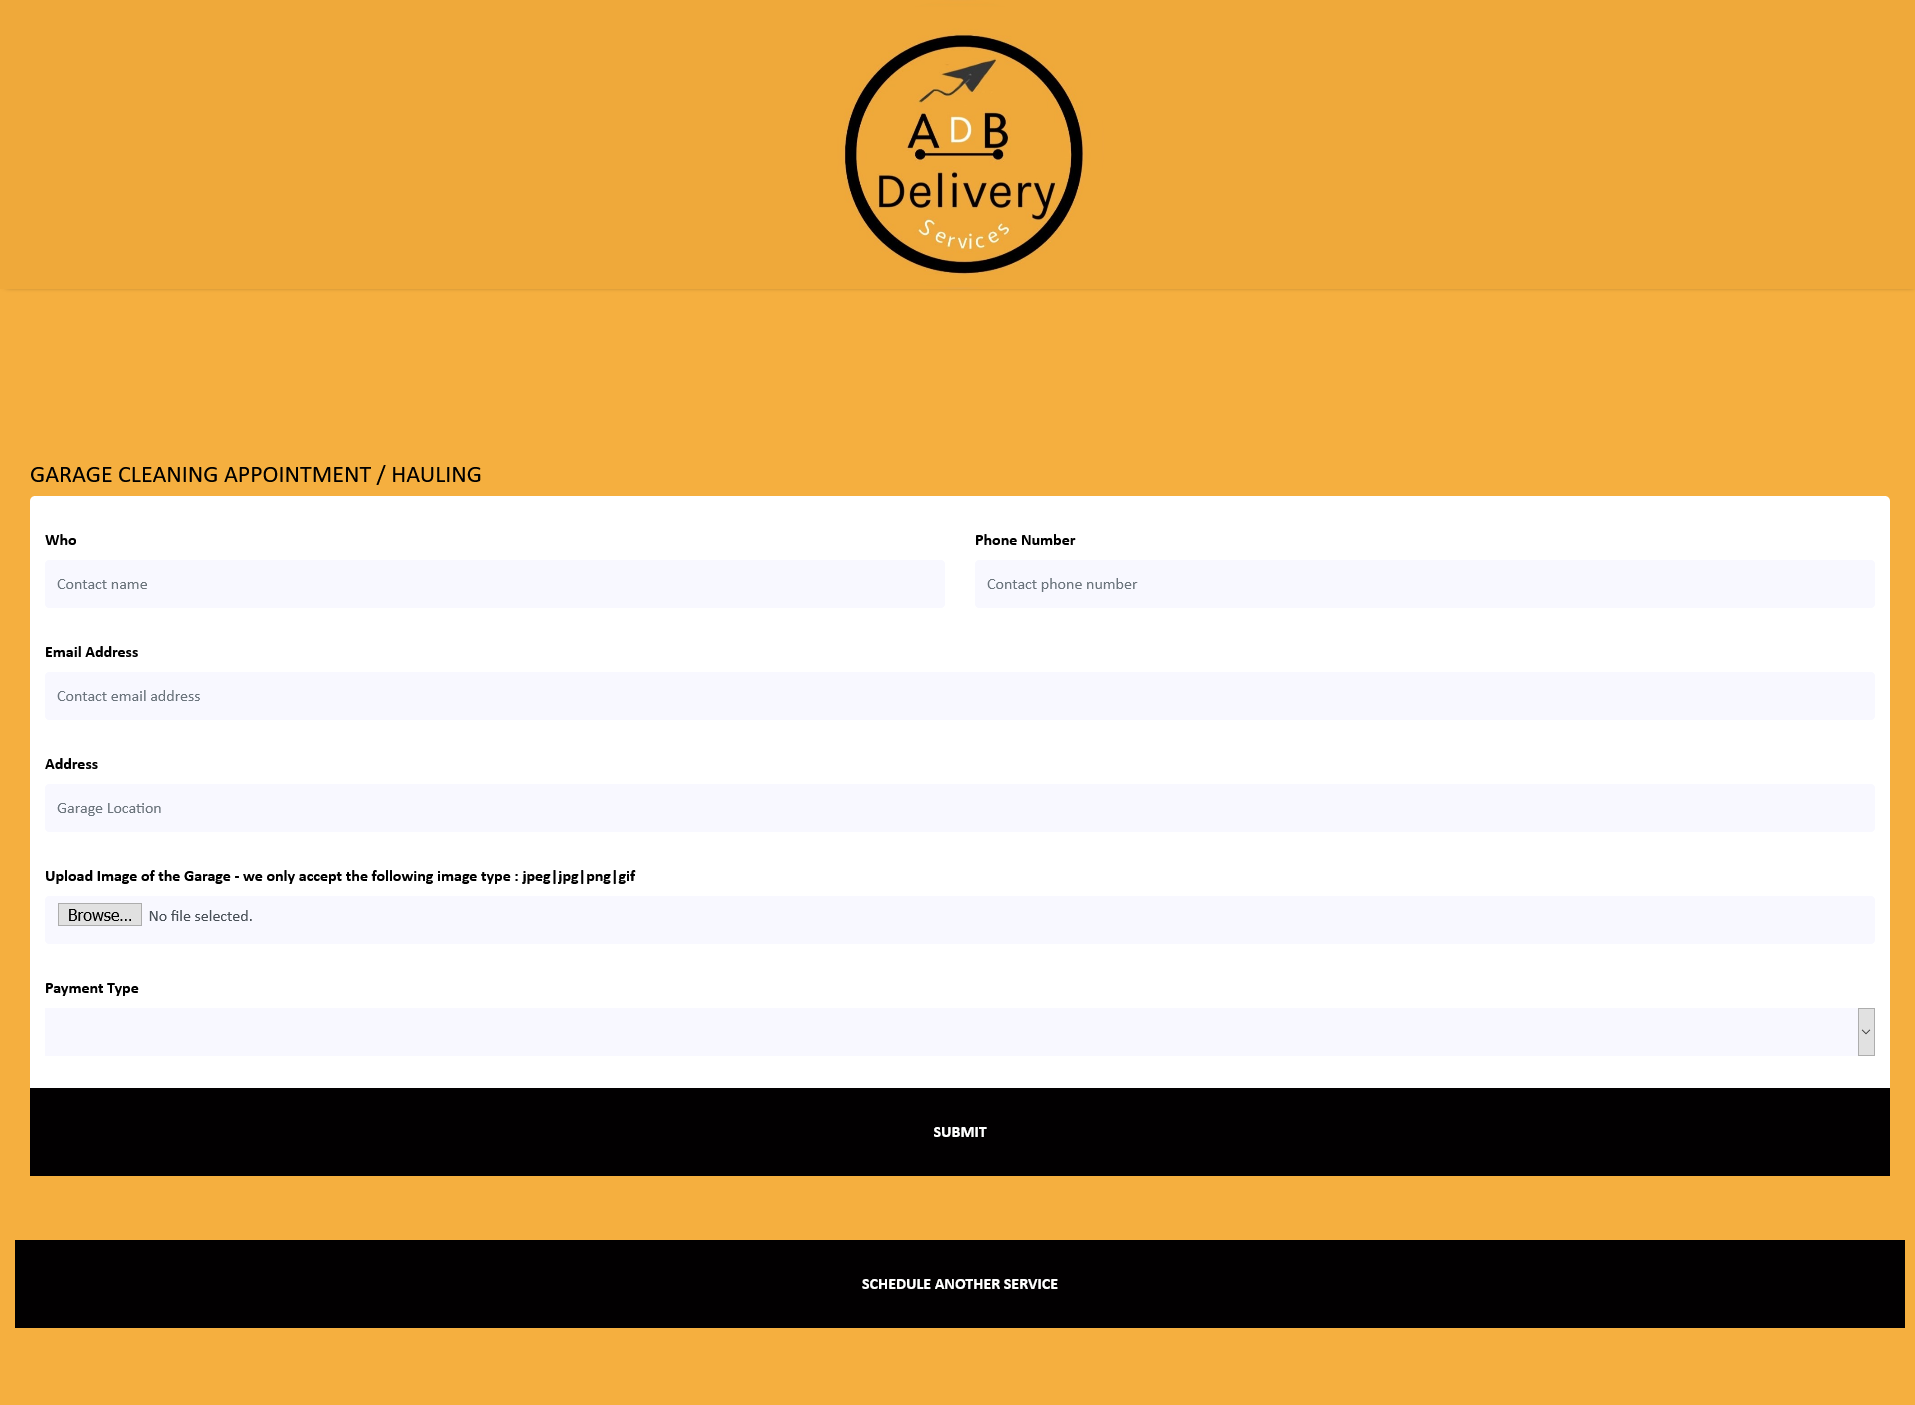 A D B
Delivery
Services
GARAGE CLEANING APPOINTMENT / HAULING
Who
Phone Number
Contact name
Contact phone number
Email Address
Contact email address
Address
Garage Location
Upload Image of the Garage - we only accept the following image type : jpeg|jpg|png|gif
Browse... No file selected.
Payment Type
SUBMIT
SCHEDULE ANOTHER SERVICE